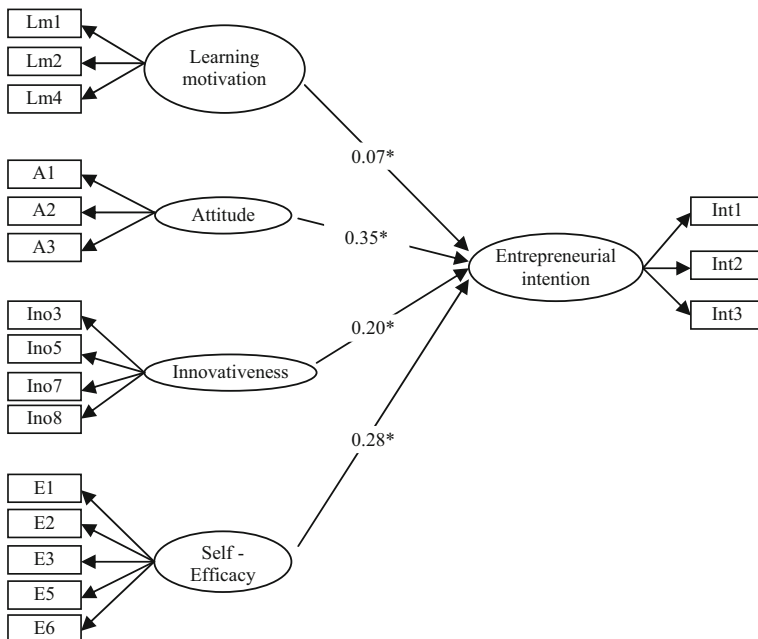 Lm1
Lm2
Lm4
Learning
motivation
0.07*
A1
A2
A3
Attitude
0.35*
Entrepreneurial
intention
Int1
Int2
Int3
Ino3
Ino5
Ino7
Ino8
Innovativeness
0.20*
0.28*
E1
E2
E3
E5
E6
Self -
Efficacy